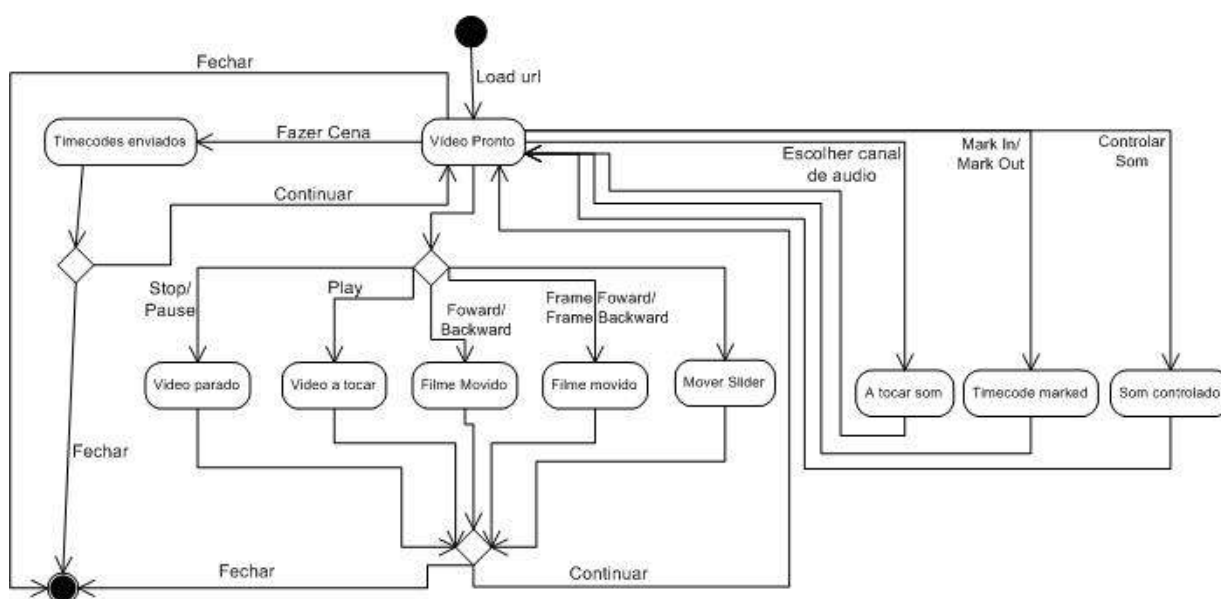 Fechar
Load url
Timecodes enviados
Fazer Cena
Vídeo Pronto
Escolher canal
de audio
Mark In/
Mark Out
Controlar
Som
Continuar
Stop/
Pause
Play
Foward/
Backward
Frame Foward/
Frame Backward
Video parado
Video a tocar
Filme Movido
Filme movido
Mover Slider
A tocar som
Timecode marked
Som controlado
Fechar
Fechar
Continuar